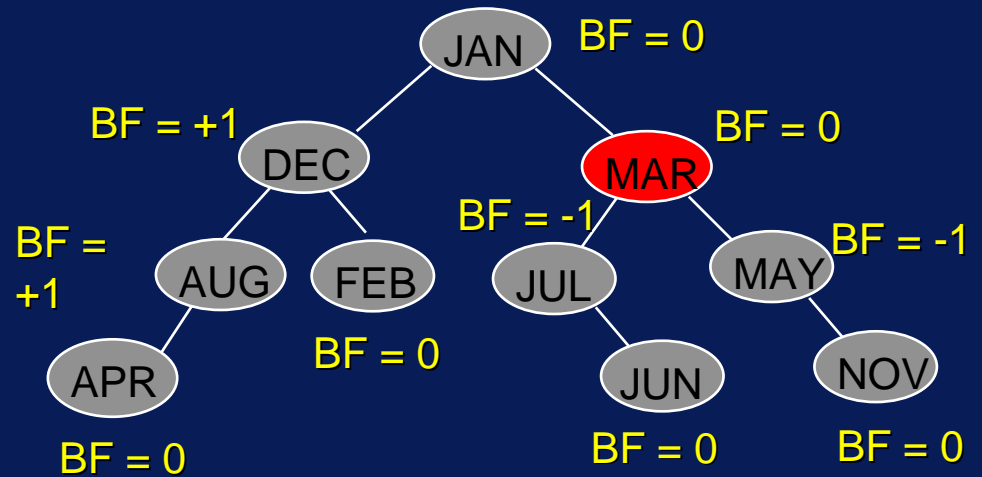 JAN
BF = 0
BF = +1
DEC
MAR
BF = 0
BF =
+1
AUG
FEB
BF = 0
BF = -1
JUL
MAY
BF = -1
APR
BF = 0
JUN
BF = 0
NOV
BF = 0